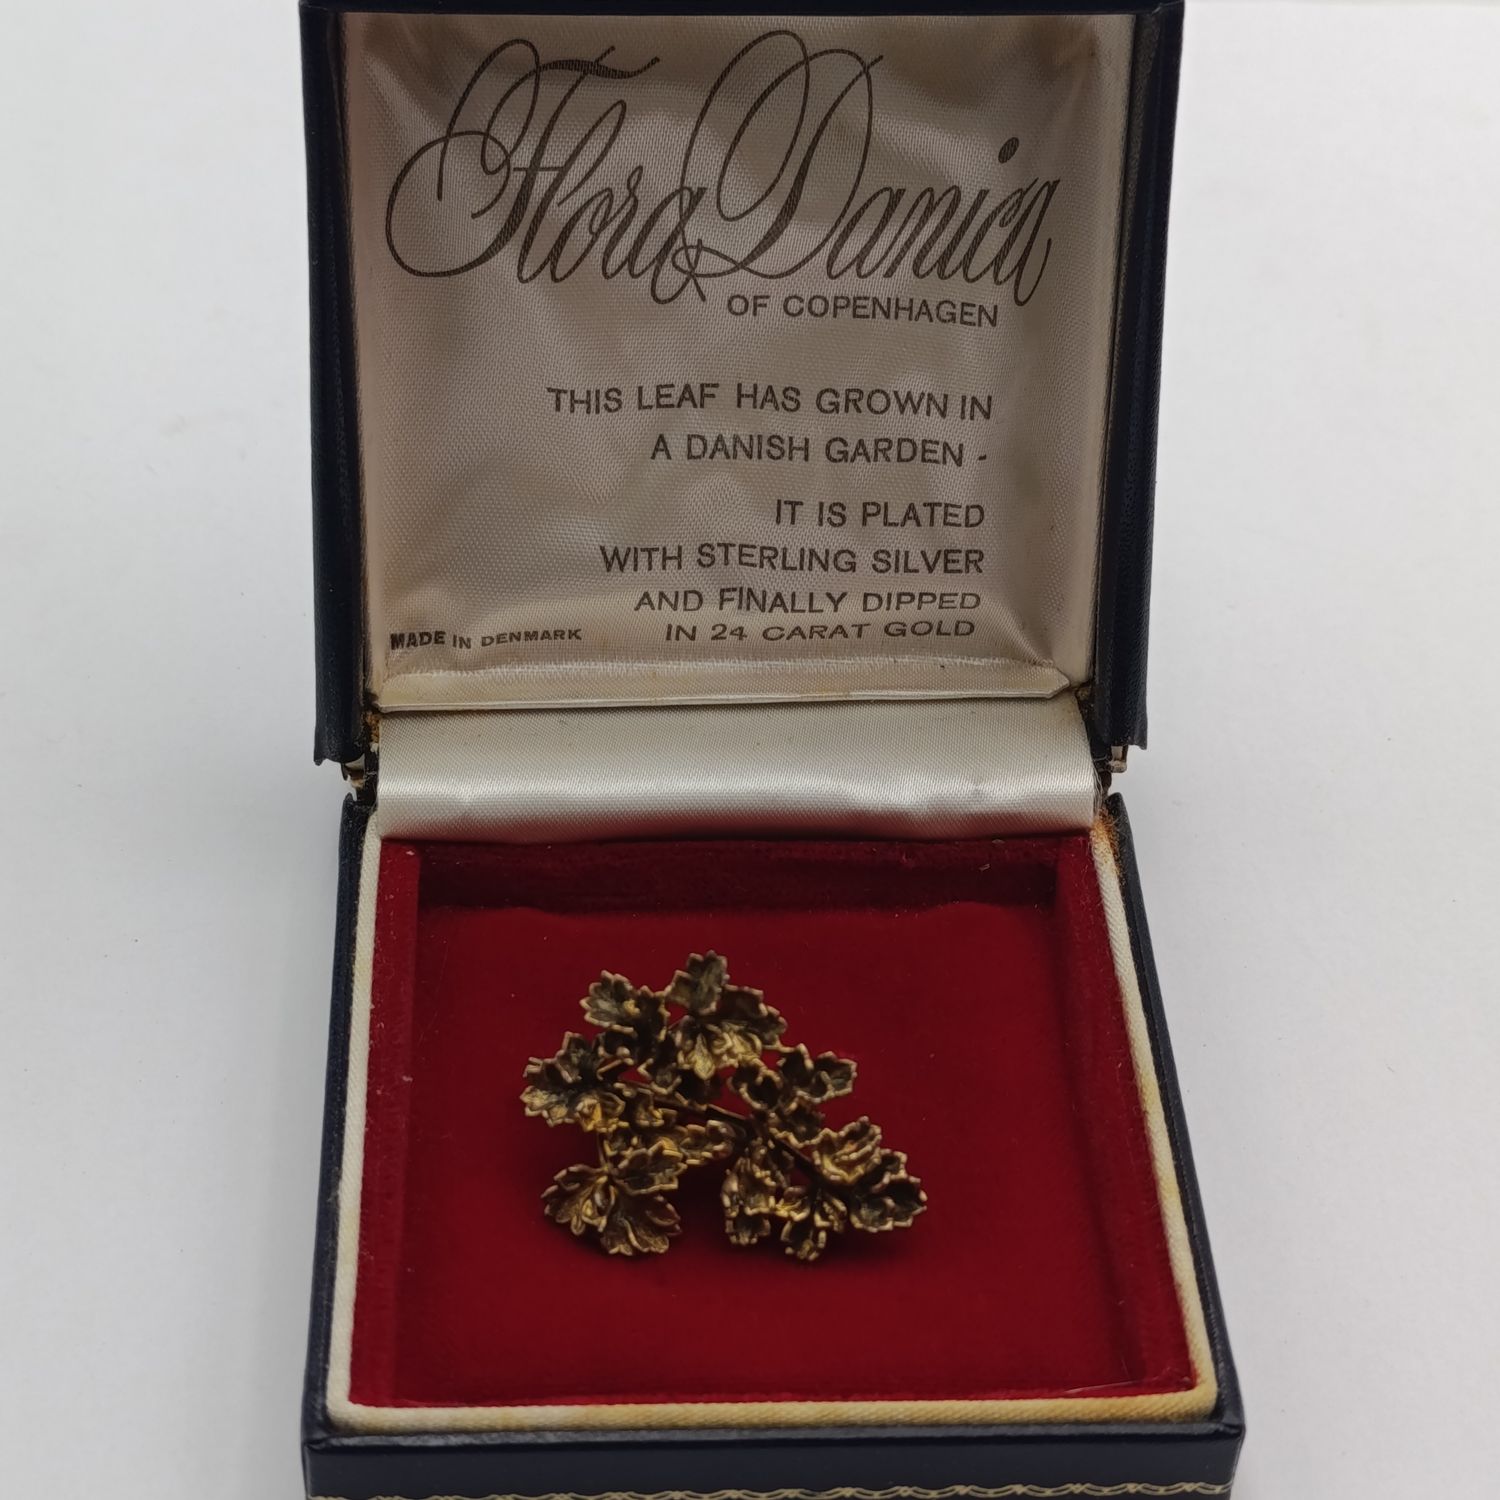 Flora Danica
OF COPENHAGEN
THIS LEAF HAS GROWN IN
A DANISH GARDEN -
IT IS PLATED
WITH STERLING SILVER
AND FINALLY DIPPED
IN 24 CARAT GOLD
MADE IN DENMARK